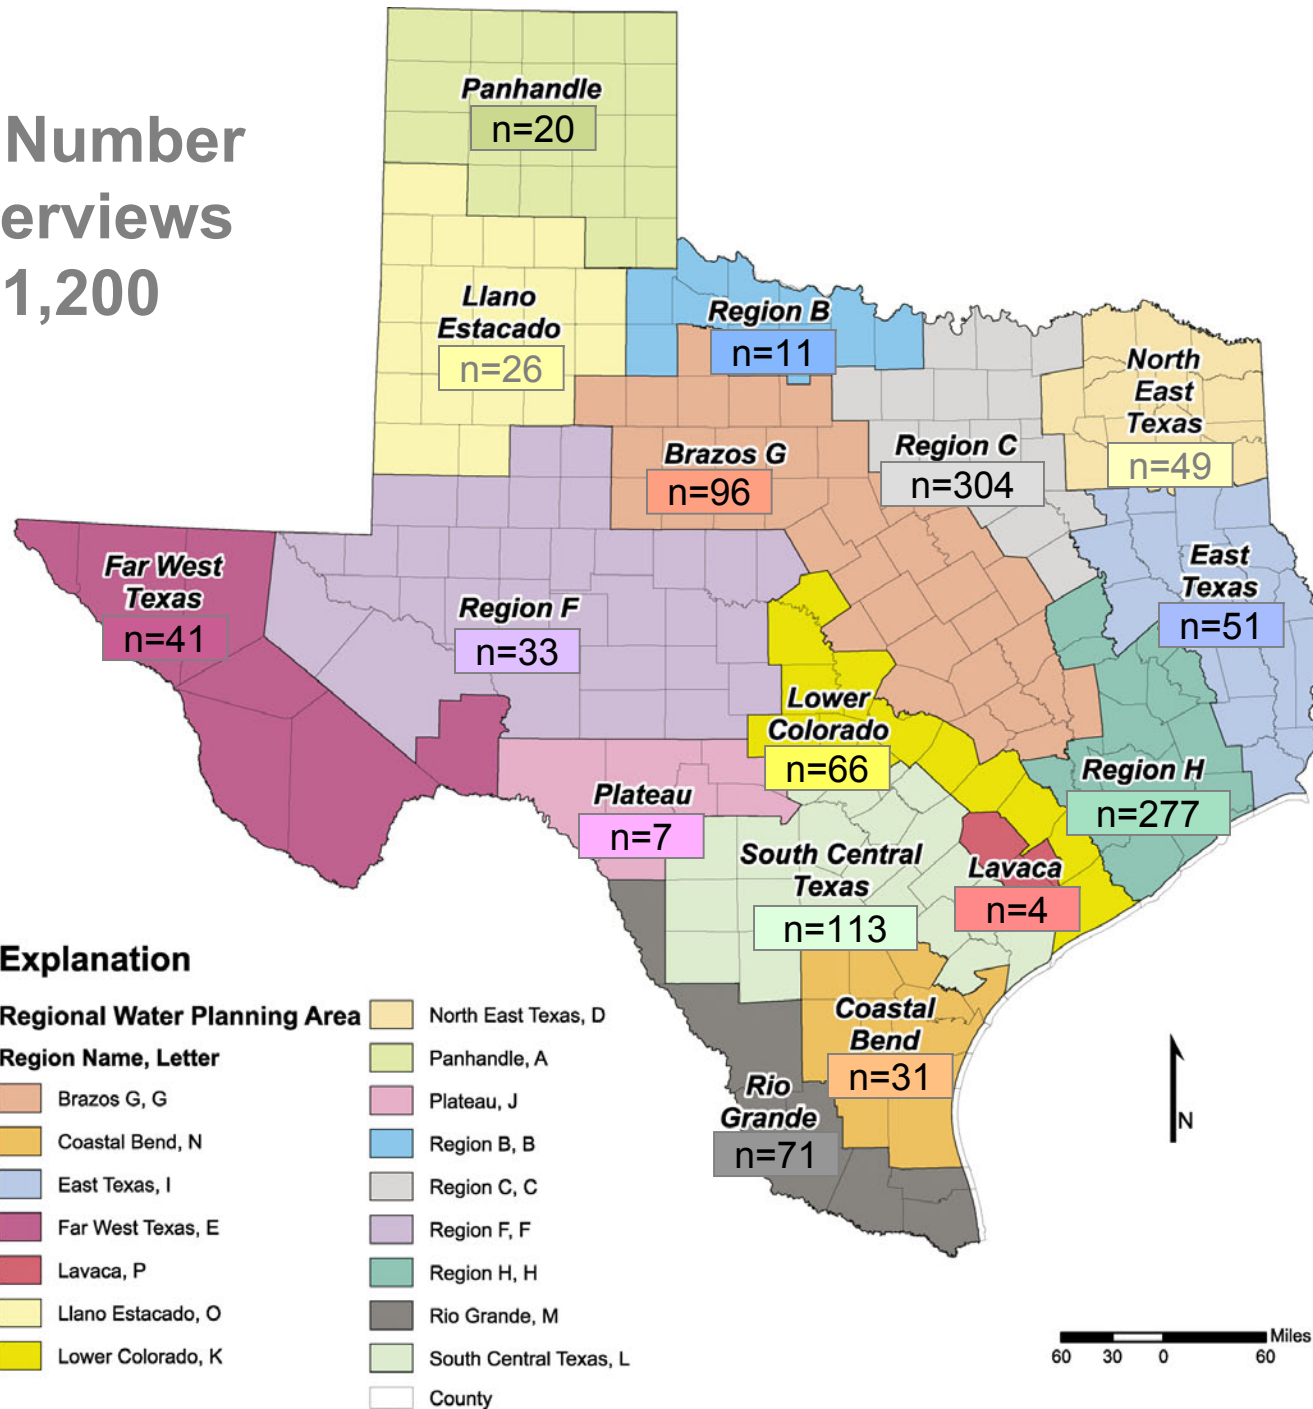 Number
erviews
1,200
Panhandle
n=20
Llano
Estacado
n=26
Region B
n=11
North
East
Texas
n=49
Brazos G
n=96
Region C
n=304
Far West
Texas
n=41
Region F
n=33
East
Texas
n=51
Lower
Colorado
n=66
Region H
n=277
Plateau
n=7
South Central
Texas
n=113
Lavaca
n=4
Coastal
Bend
n=31
Rio
Grande
n=71
N
Explanation
Regional Water Planning Area
Region Name, Letter
Brazos G, G
Coastal Bend, N
East Texas, I
Far West Texas, E
Lavaca, P
Llano Estacado, O
Lower Colorado, K
North East Texas, D
Panhandle, A
Plateau, J
Region B, B
Region C, C
Region F, F
Region H, H
Rio Grande, M
South Central Texas, L
County
Miles
60 30 0 60